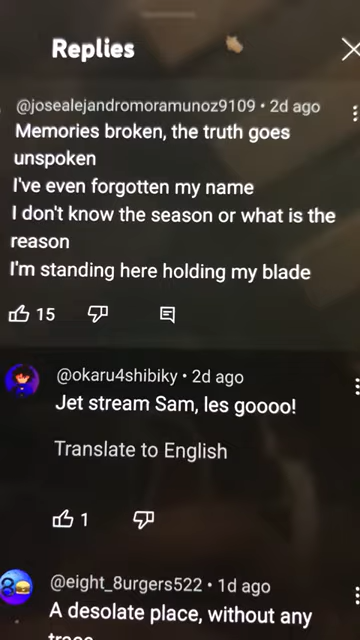 Replies
@josealejandromoramunoz9109 • 2d ago
Memories broken, the truth goes
unspoken
I've even forgotten my name
I don't know the season or what is the
reason
I'm standing here holding my blade
15
@okaru4shibiky • 2d ago
Jet stream Sam, les goooo!
Translate to English
1
@eight_8urgers522 • 1d ago
A desolate place, without any